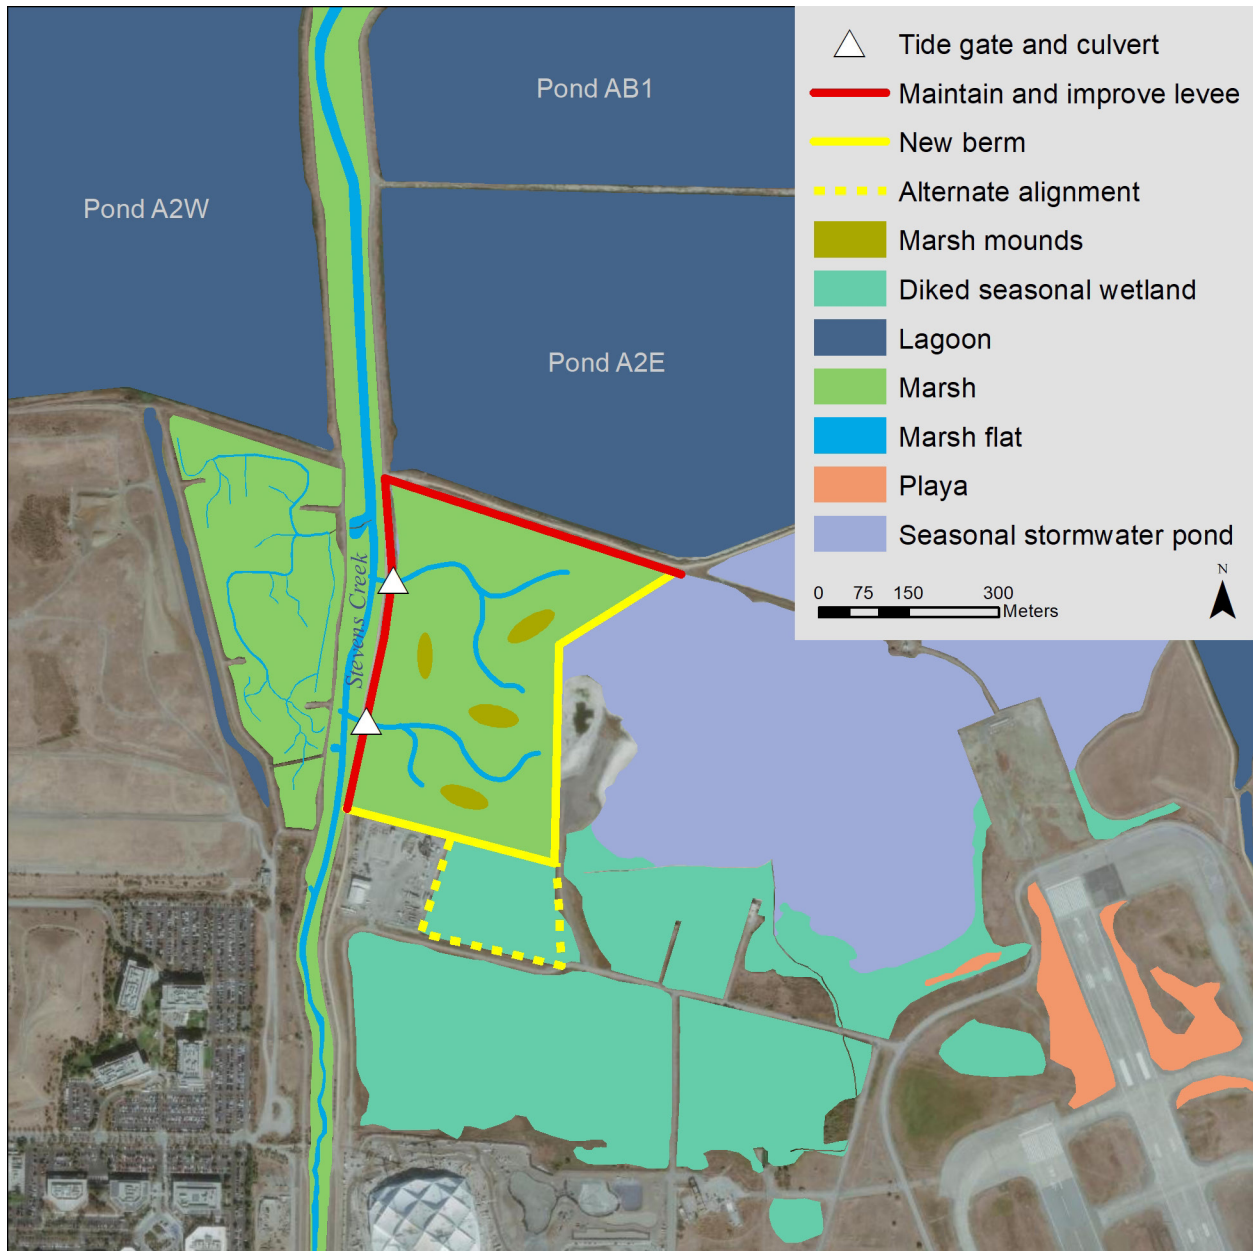 Pond AB1
Pond A2W
Pond A2E
Stevens Creek
Tide gate and culvert
Maintain and improve levee
New berm
Alternate alignment
Marsh mounds
Diked seasonal wetland
Lagoon
Marsh
Marsh flat
Playa
Seasonal stormwater pond
N
0 75 150 300
Meters